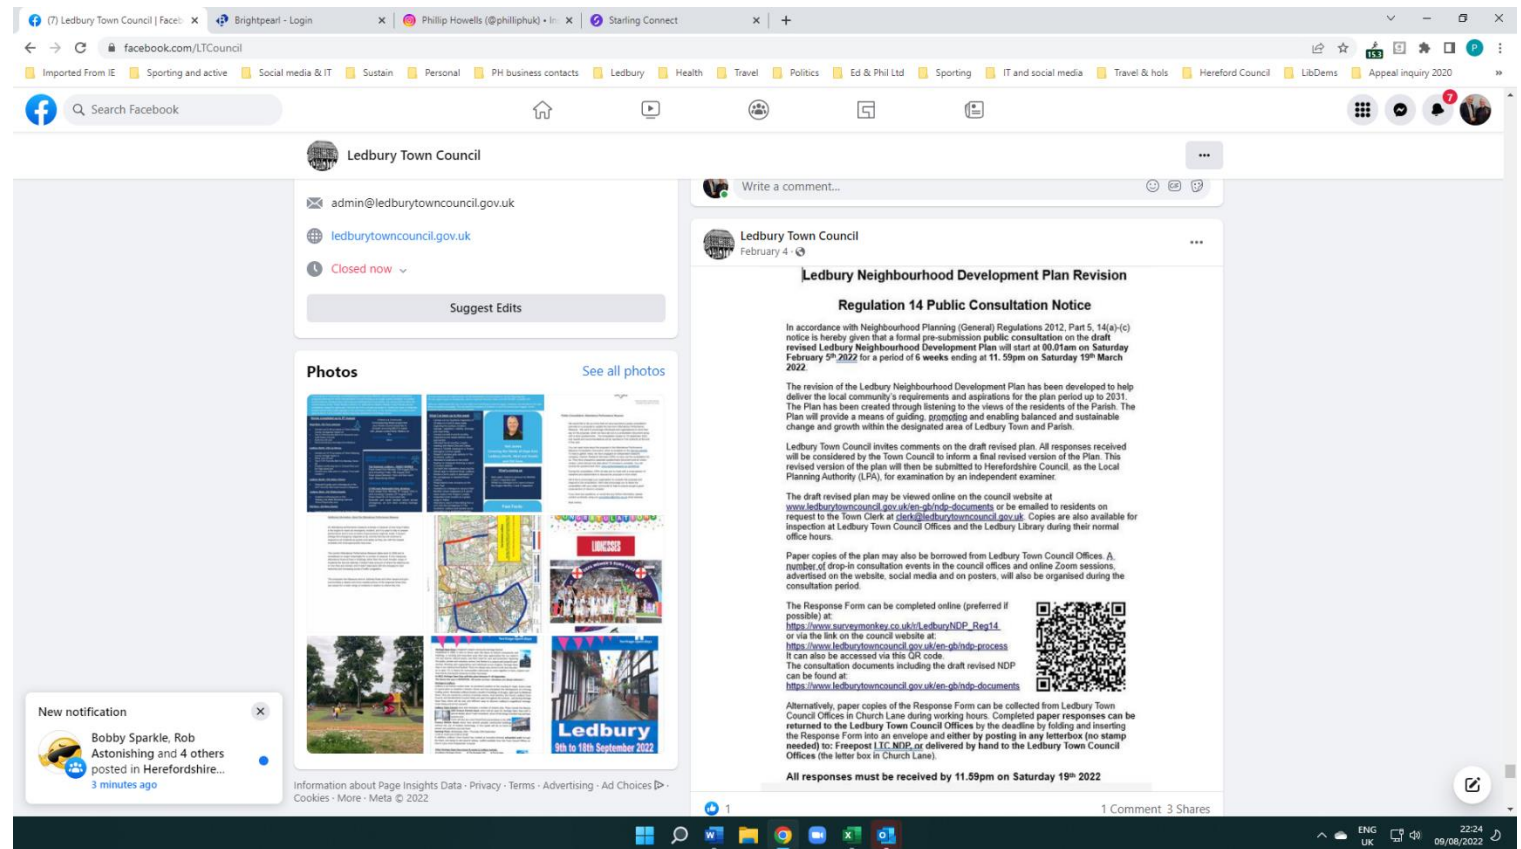 (7) Ledbury Town Council | Faceb
Brightpearl - Login
Phillip Howells (@philliphuk) • In
Starling Connect
facebook.com/LTCouncil
153
P
Imported From IE
Sporting and active
Social media & IT
Sustain
Personal
PH business contacts
Ledbury
Health
Travel
Politics
Ed & Phil Ltd
Sporting
IT and social media
Travel & hols
Hereford Council
LibDems
Appeal inquiry 2020
Search Facebook
7
Ledbury Town Council
admin@ledburytowncouncil.gov.uk
ledburytowncouncil.gov.uk
Closed now
Suggest Edits
Photos
See all photos
LIONESSES
Ledbury
9th to 18th September 2022
Information about Page Insights Data · Privacy · Terms · Advertising · Ad Choices ·
Cookies · More · Meta © 2022
New notification
Bobby Sparkle, Rob
Astonishing and 4 others
posted in Herefordshire...
3 minutes ago
Write a comment...
GIF
Ledbury Town Council
February 4 ·
Ledbury Neighbourhood Development Plan Revision
Regulation 14 Public Consultation Notice
In accordance with Neighbourhood Planning (General) Regulations 2012, Part 5, 14(a)-(c)
notice is hereby given that a formal pre-submission public consultation on the draft
revised Ledbury Neighbourhood Development Plan will start at 00.01am on Saturday
February 5th 2022 for a period of 6 weeks ending at 11. 59pm on Saturday 19th March
2022.
The revision of the Ledbury Neighbourhood Development Plan has been developed to help
deliver the local community's requirements and aspirations for the plan period up to 2031.
The Plan has been created through listening to the views of the residents of the Parish. The
Plan will provide a means of guiding, promoting and enabling balanced and sustainable
change and growth within the designated area of Ledbury Town and Parish.
Ledbury Town Council invites comments on the draft revised plan. All responses received
will be considered by the Town Council to inform a final revised version of the Plan. This
revised version of the plan will then be submitted to Herefordshire Council, as the Local
Planning Authority (LPA), for examination by an independent examiner.
The draft revised plan may be viewed online on the council website at
www.ledburytowncouncil.gov.uk/en-gb/ndp-documents or be emailed to residents on
request to the Town Clerk at clerk@ledburytowncouncil.gov.uk. Copies are also available for
inspection at Ledbury Town Council Offices and the Ledbury Library during their normal
office hours.
Paper copies of the plan may also be borrowed from Ledbury Town Council Offices. A
number of drop-in consultation events in the council offices and online Zoom sessions,
advertised on the website, social media and on posters, will also be organised during the
consultation period.
The Response Form can be completed online (preferred if
possible) at:
https://www.surveymonkey.co.uk/r/LedburyNDP_Reg14
or via the link on the council website at:
https://www.ledburytowncouncil.gov.uk/en-gb/ndp-process
It can also be accessed via this QR code.
The consultation documents including the draft revised NDP
can be found at:
https://www.ledburytowncouncil.gov.uk/en-gb/ndp-documents
Alternatively, paper copies of the Response Form can be collected from Ledbury Town
Council Offices in Church Lane during working hours. Completed paper responses can be
returned to the Ledbury Town Council Offices by the deadline by folding and inserting
the Response Form into an envelope and either by posting in any letterbox (no stamp
needed) to: Freepost LTC NDP, or delivered by hand to the Ledbury Town Council
Offices (the letter box in Church Lane).
All responses must be received by 11.59pm on Saturday 19th 2022
1
1 Comment 3 Shares
ENG
UK
22:24
09/08/2022